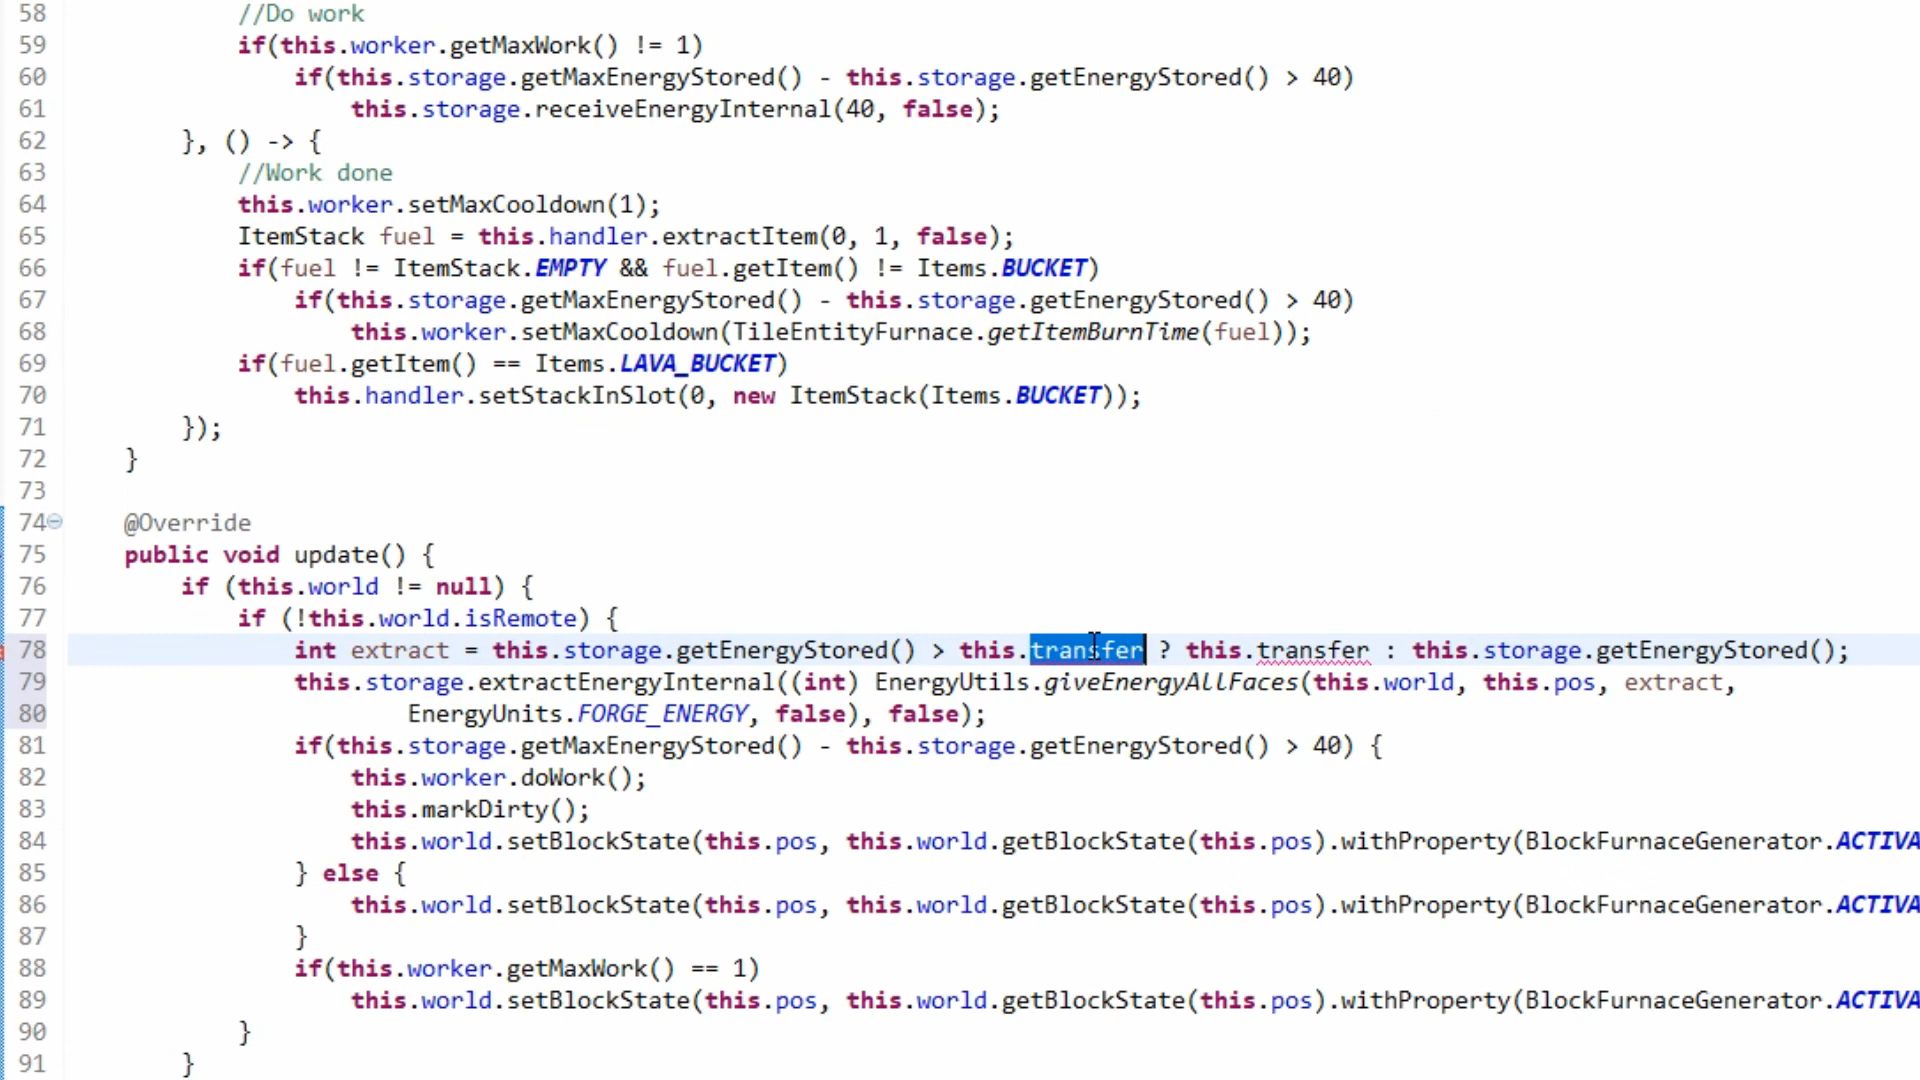 58 //Do work
59 if(this.worker.getMaxWork() != 1)
60 if(this.storage.getMaxEnergyStored() - this.storage.getEnergyStored() > 40)
61 this.storage.receiveEnergyInternal(40, false);
62 }, () -> {
63 //Work done
64 this.worker.setMaxCooldown(1);
65 ItemStack fuel = this.handler.extractItem(0, 1, false);
66 if(fuel != ItemStack.EMPTY && fuel.getItem() != Items.BUCKET)
67 if(this.storage.getMaxEnergyStored() - this.storage.getEnergyStored() > 40)
68 this.worker.setMaxCooldown(TileEntityFurnace.getItemBurnTime(fuel));
69 if(fuel.getItem() == Items.LAVA_BUCKET)
70 this.handler.setStackInSlot(0, new ItemStack(Items.BUCKET));
71 });
72 }
73
74 @Override
75 public void update() {
76 if (this.world != null) {
77 if (!this.world.isRemote) {
78 int extract = this.storage.getEnergyStored() > this.transfer ? this.transfer : this.storage.getEnergyStored();
79 this.storage.extractEnergyInternal((int) EnergyUtils.giveEnergyAllFaces(this.world, this.pos, extract,
80 EnergyUnits.FORGE_ENERGY, false), false);
81 if(this.storage.getMaxEnergyStored() - this.storage.getEnergyStored() > 40) {
82 this.worker.doWork();
83 this.markDirty();
84 this.world.setBlockState(this.pos, this.world.getBlockState(this.pos).withProperty(BlockFurnaceGenerator.ACTIVA
85 } else {
86 this.world.setBlockState(this.pos, this.world.getBlockState(this.pos).withProperty(BlockFurnaceGenerator.ACTIVA
87 }
88 if(this.worker.getMaxWork() == 1)
89 this.world.setBlockState(this.pos, this.world.getBlockState(this.pos).withProperty(BlockFurnaceGenerator.ACTIVA
90 }
91 }